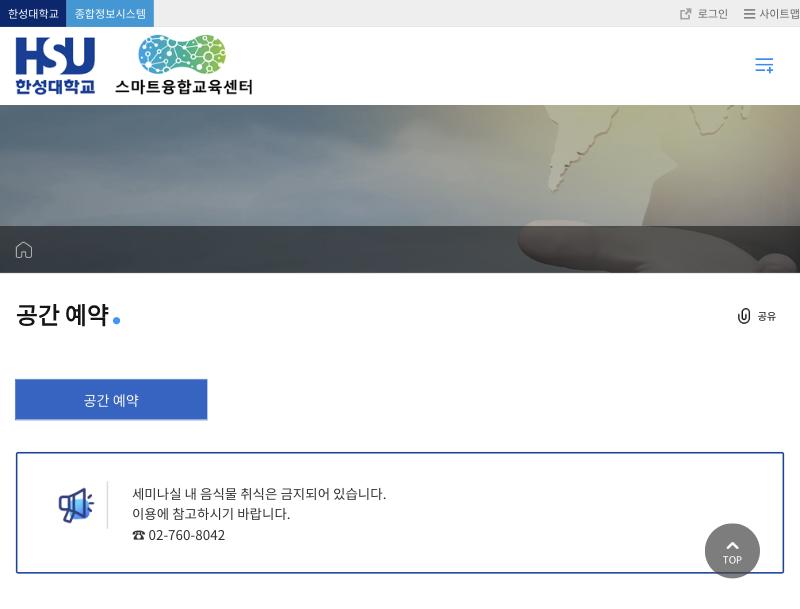 한성대학교
종합정보시스템
로그인
사이트맵
HSU
한성대학교
스마트융합교육센터
공간 예약
공유
공간 예약
세미나실 내 음식물 취식은 금지되어 있습니다.
이용에 참고하시기 바랍니다.
☎ 02-760-8042
TOP